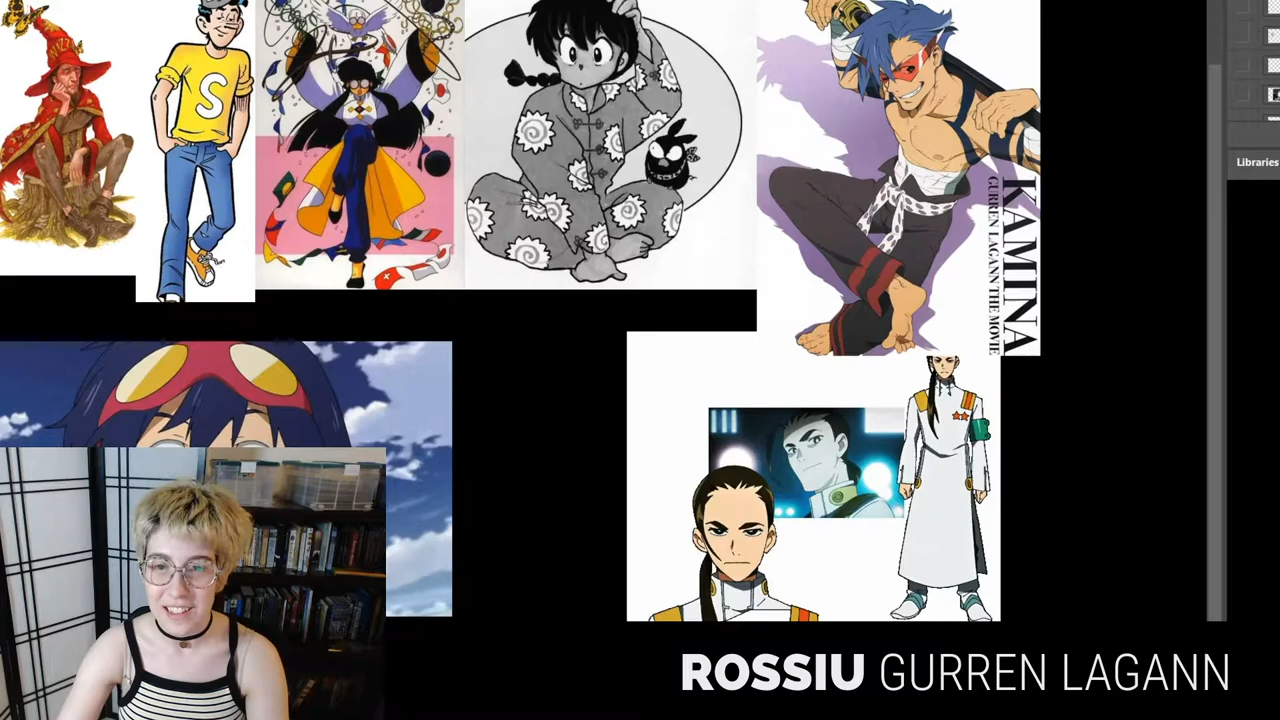 WIZZARD
S
KAMINA
GURREN LAGANN THE MOVIE
Libraries
ROSSIU GURREN LAGANN